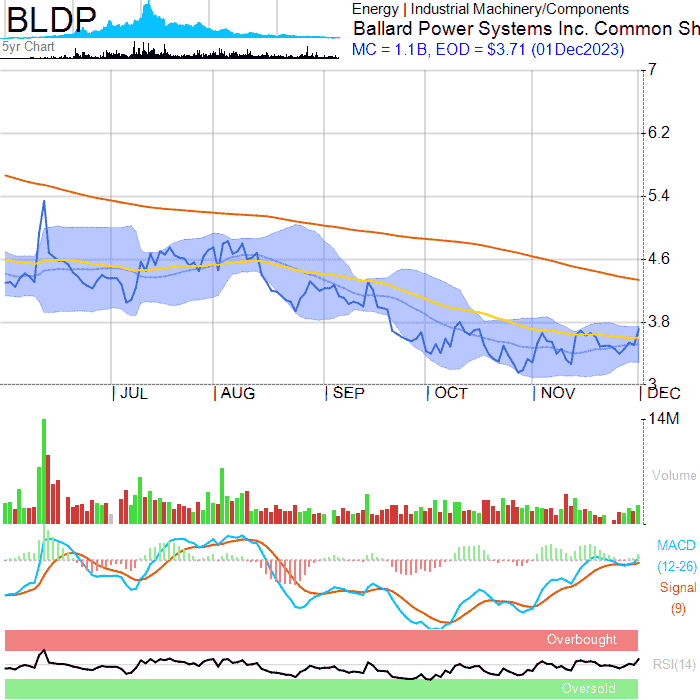 BLDP
5yr Chart
Energy | Industrial Machinery/Components
Ballard Power Systems Inc. Common Sh
MC = 1.1B, EOD = $3.71 (01Dec2023)
7
6.2
5.4
4.6
3.8
3
JUL AUG SEP OCT NOV DEC
14M
Volume
MACD
(12-26)
Signal
(9)
Overbought
RSI(14)
Oversold